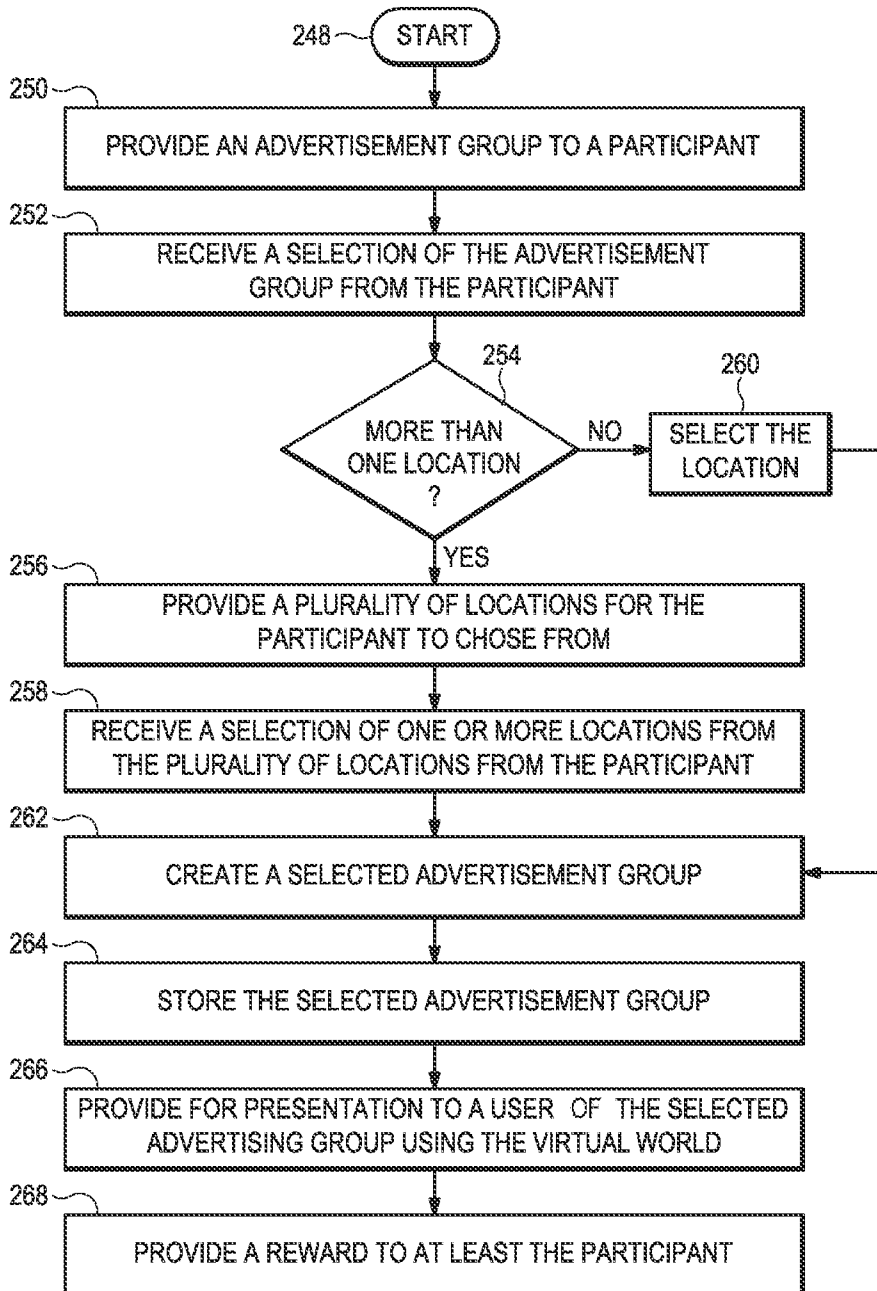 248
START
250
PROVIDE AN ADVERTISEMENT GROUP TO A PARTICIPANT
252
RECEIVE A SELECTION OF THE ADVERTISEMENT
GROUP FROM THE PARTICIPANT
254
MORE THAN
ONE LOCATION
?
NO
260
SELECT THE
LOCATION
YES
256
PROVIDE A PLURALITY OF LOCATIONS FOR THE
PARTICIPANT TO CHOSE FROM
258
RECEIVE A SELECTION OF ONE OR MORE LOCATIONS FROM
THE PLURALITY OF LOCATIONS FROM THE PARTICIPANT
262
CREATE A SELECTED ADVERTISEMENT GROUP
264
STORE THE SELECTED ADVERTISEMENT GROUP
266
PROVIDE FOR PRESENTATION TO A USER OF THE SELECTED
ADVERTISING GROUP USING THE VIRTUAL WORLD
268
PROVIDE A REWARD TO AT LEAST THE PARTICIPANT